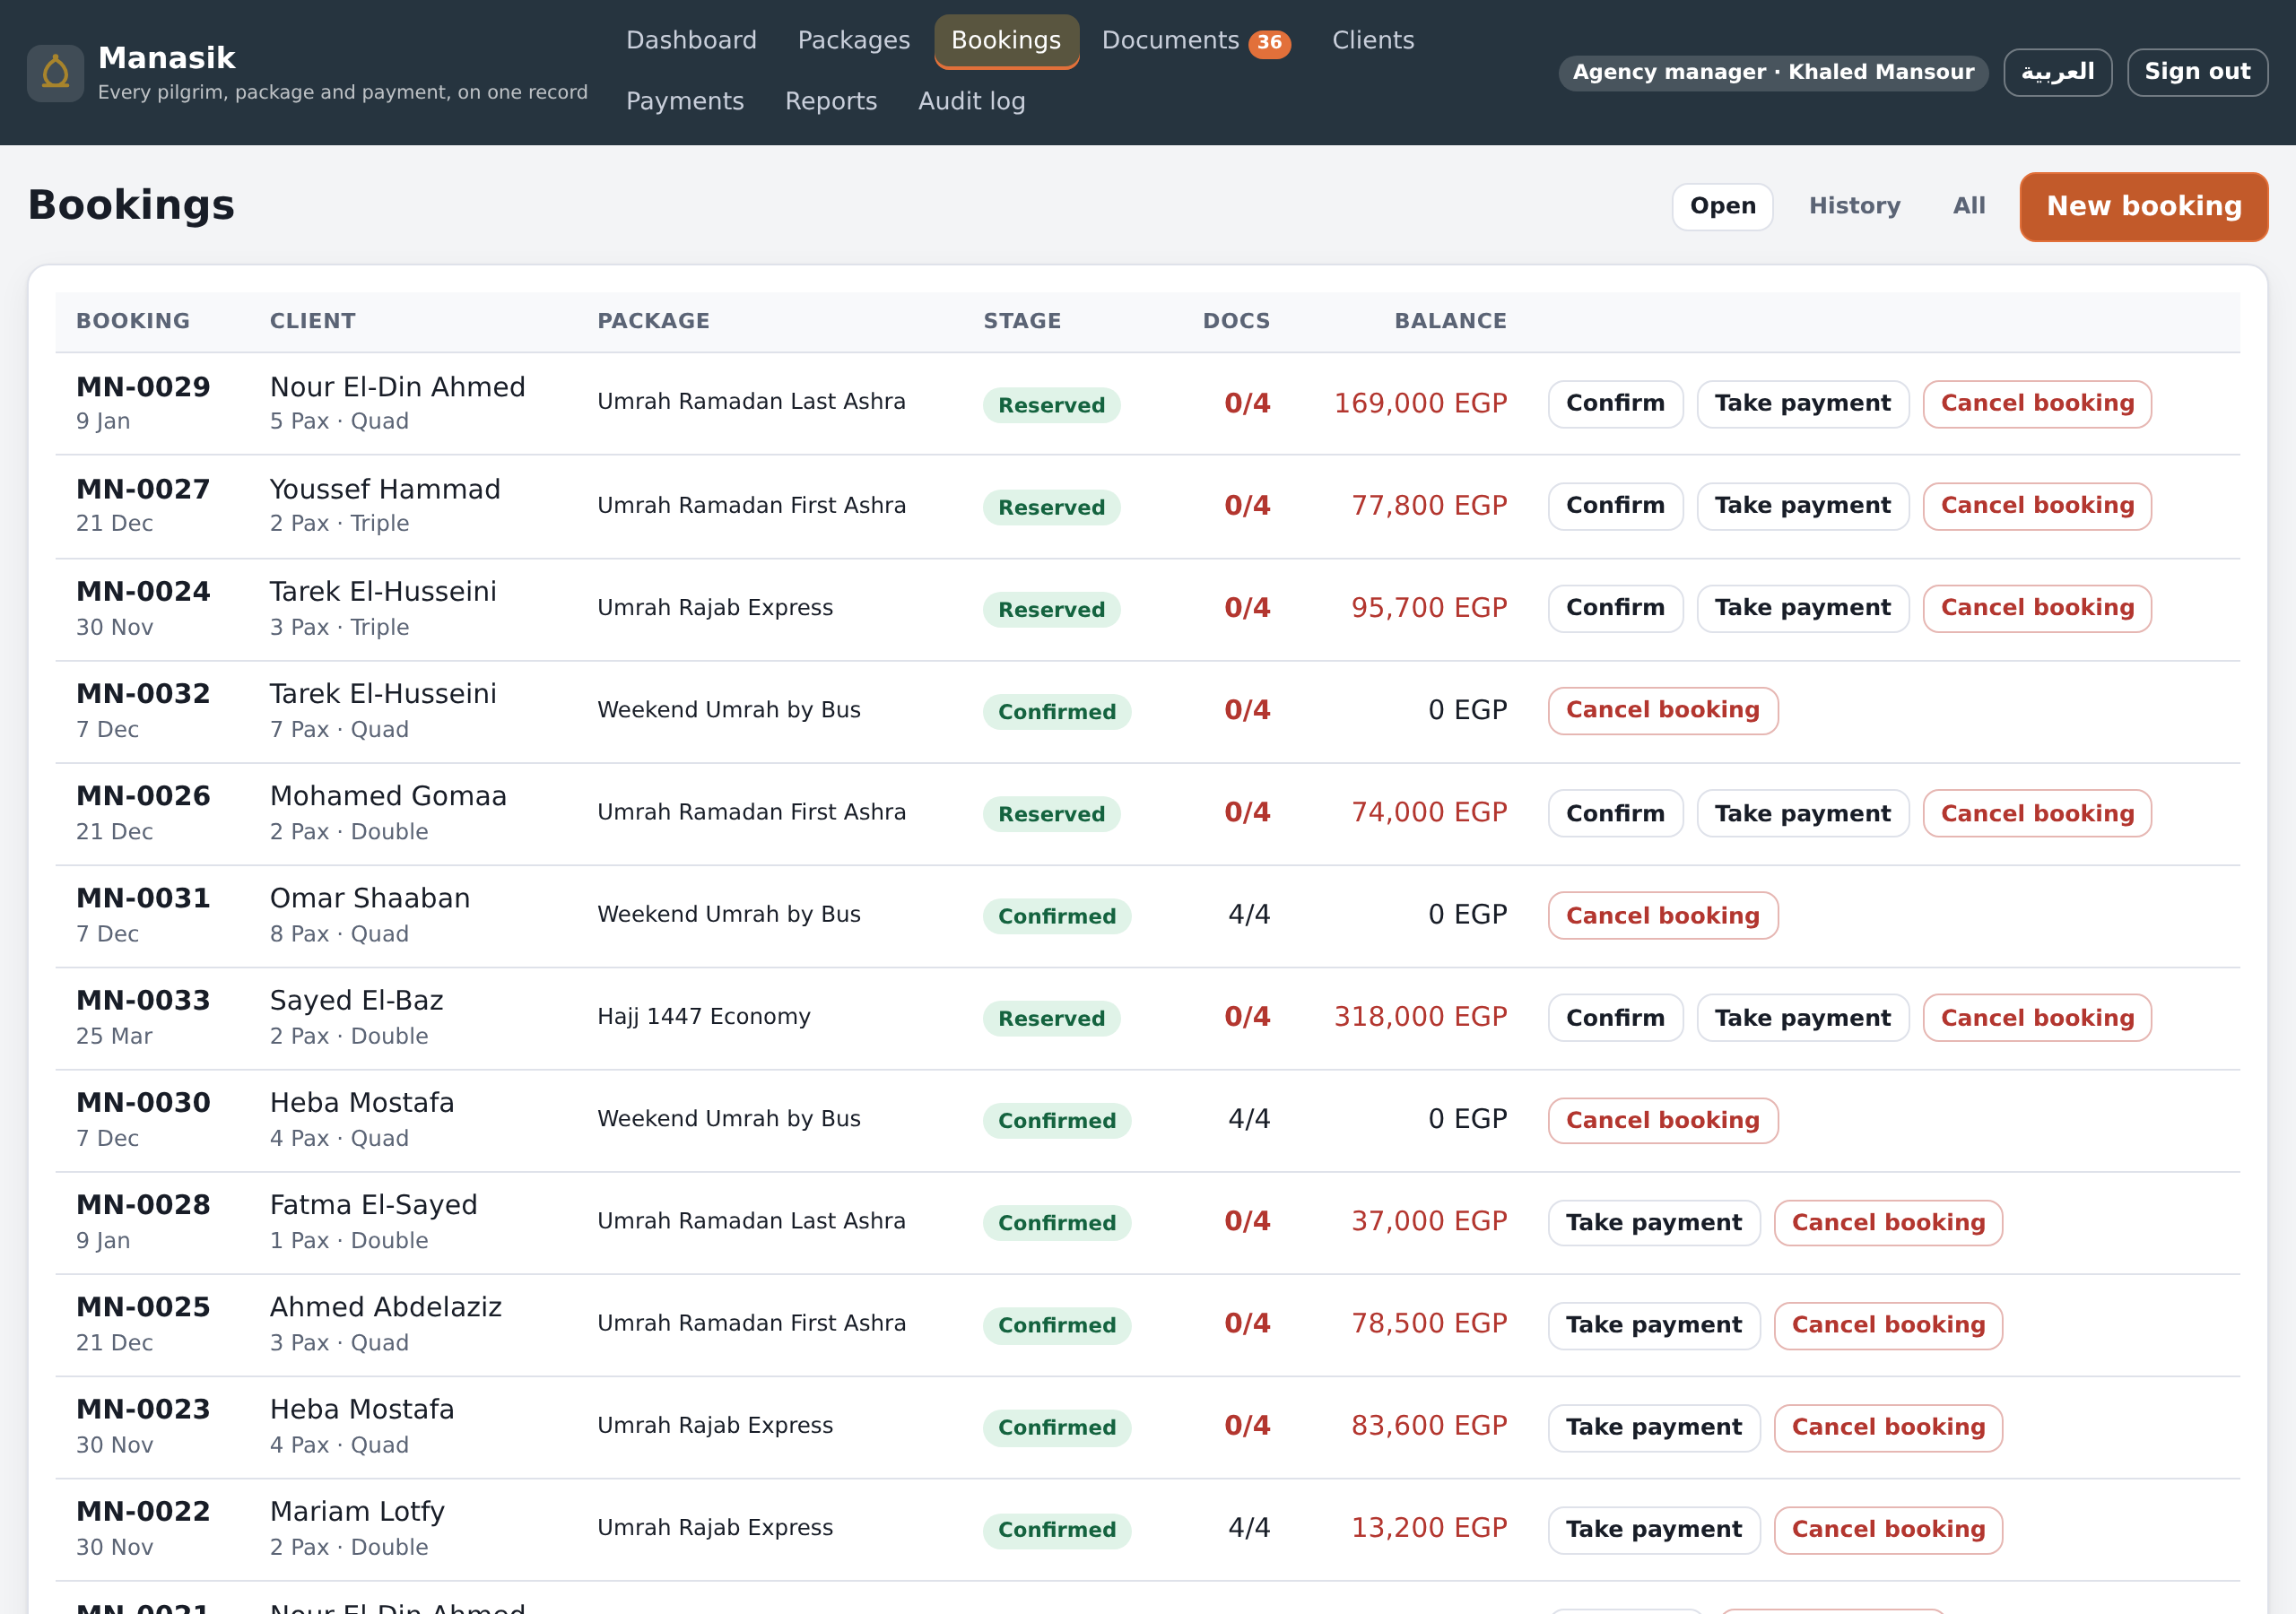 Manasik
Every pilgrim, package and payment, on one record
Dashboard Packages Bookings Documents 36 Clients
Payments Reports Audit log
Agency manager · Khaled Mansour العربية Sign out
Bookings
Open History All New booking
BOOKING CLIENT PACKAGE STAGE DOCS BALANCE
MN-0029 Nour El-Din Ahmed Umrah Ramadan Last Ashra Reserved 0/4 169,000 EGP Confirm Take payment Cancel booking
9 Jan 5 Pax · Quad
MN-0027 Youssef Hammad Umrah Ramadan First Ashra Reserved 0/4 77,800 EGP Confirm Take payment Cancel booking
21 Dec 2 Pax · Triple
MN-0024 Tarek El-Husseini Umrah Rajab Express Reserved 0/4 95,700 EGP Confirm Take payment Cancel booking
30 Nov 3 Pax · Triple
MN-0032 Tarek El-Husseini Weekend Umrah by Bus Confirmed 0/4 0 EGP Cancel booking
7 Dec 7 Pax · Quad
MN-0026 Mohamed Gomaa Umrah Ramadan First Ashra Reserved 0/4 74,000 EGP Confirm Take payment Cancel booking
21 Dec 2 Pax · Double
MN-0031 Omar Shaaban Weekend Umrah by Bus Confirmed 4/4 0 EGP Cancel booking
7 Dec 8 Pax · Quad
MN-0033 Sayed El-Baz Hajj 1447 Economy Reserved 0/4 318,000 EGP Confirm Take payment Cancel booking
25 Mar 2 Pax · Double
MN-0030 Heba Mostafa Weekend Umrah by Bus Confirmed 4/4 0 EGP Cancel booking
7 Dec 4 Pax · Quad
MN-0028 Fatma El-Sayed Umrah Ramadan Last Ashra Confirmed 0/4 37,000 EGP Take payment Cancel booking
9 Jan 1 Pax · Double
MN-0025 Ahmed Abdelaziz Umrah Ramadan First Ashra Confirmed 0/4 78,500 EGP Take payment Cancel booking
21 Dec 3 Pax · Quad
MN-0023 Heba Mostafa Umrah Rajab Express Confirmed 0/4 83,600 EGP Take payment Cancel booking
30 Nov 4 Pax · Quad
MN-0022 Mariam Lotfy Umrah Rajab Express Confirmed 4/4 13,200 EGP Take payment Cancel booking
30 Nov 2 Pax · Double
MN-0021 Nour El-Din Ahmed